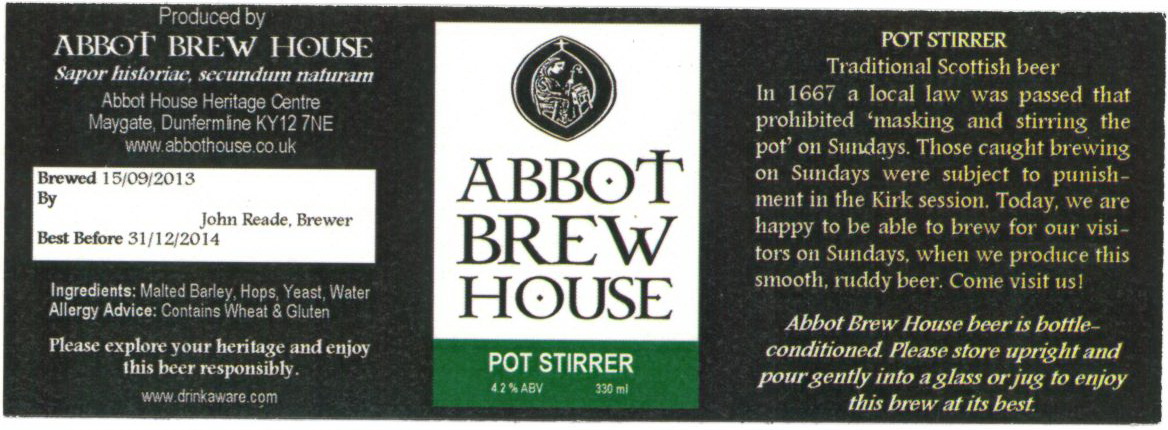 Produced by
ABBOT BREW HOUSE
Sapor historiae, secundum naturam
Abbot House Heritage Centre
Maygate, Dunfermline KY12 7NE
www.abbothouse.co.uk
Brewed 15/09/2013
By
John Reade, Brewer
Best Before 31/12/2014
Ingredients: Malted Barley, Hops, Yeast, Water
Allergy Advice: Contains Wheat & Gluten
Please explore your heritage and enjoy
this beer responsibly.
www.drinkaware.com
ABBOT
BREW
HOUSE
POT STIRRER
4.2 % ABV 330 ml
POT STIRRER
Traditional Scottish beer
In 1667 a local law was passed that
prohibited ‘masking and stirring the
pot’ on Sundays. Those caught brewing
on Sundays were subject to punish-
ment in the Kirk session. Today, we are
happy to be able to brew for our visi-
tors on Sundays, when we produce this
smooth, ruddy beer. Come visit us!
Abbot Brew House beer is bottle-
conditioned. Please store upright and
pour gently into a glass or jug to enjoy
this brew at its best.